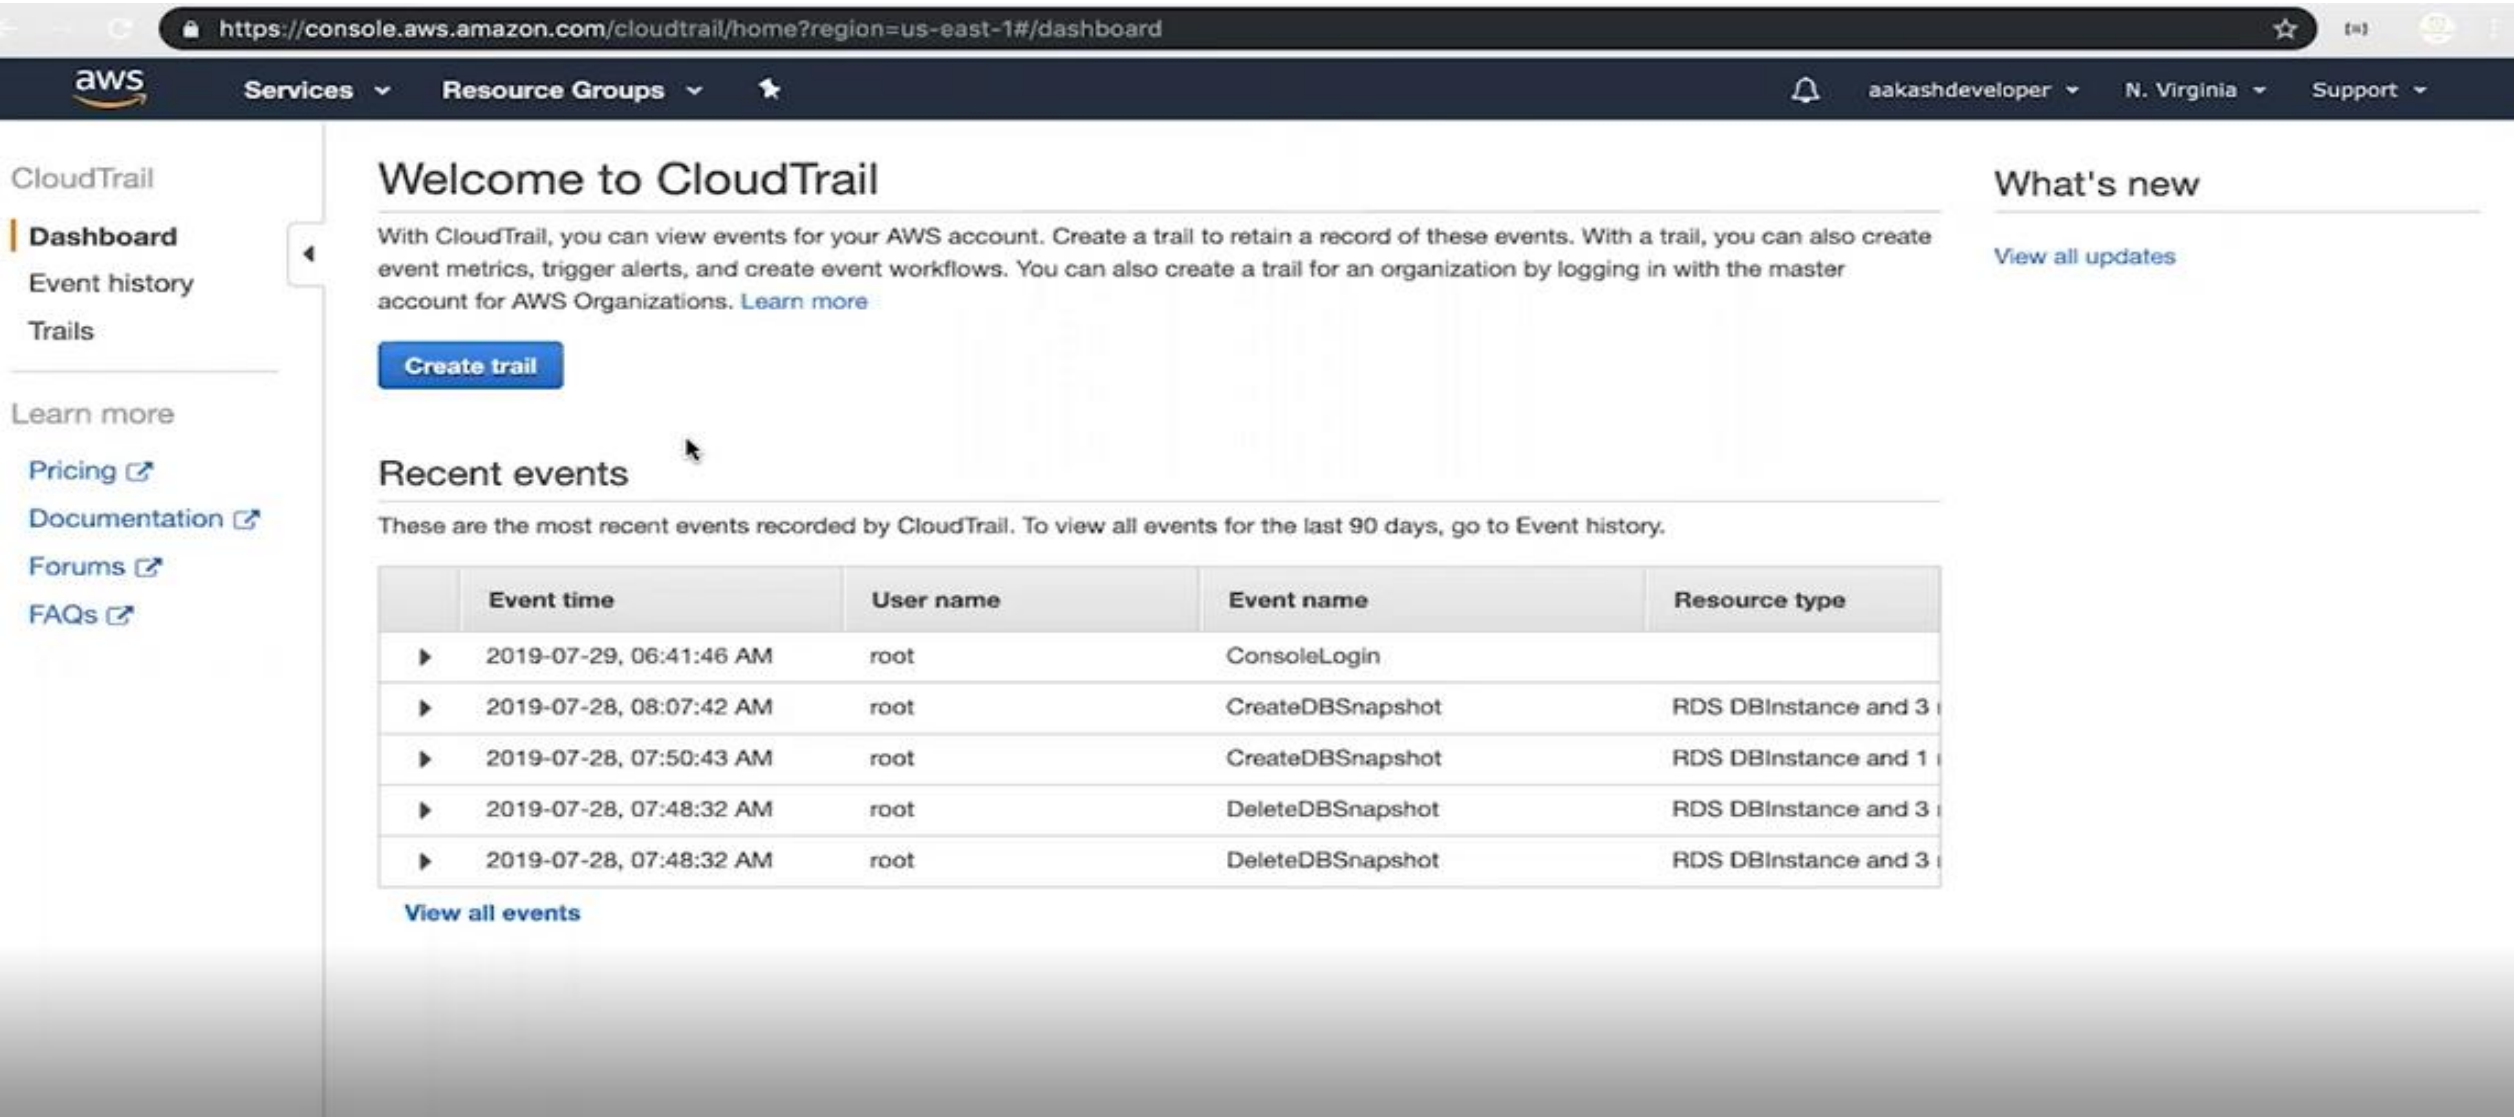 https://console.aws.amazon.com/cloudtrail/home?region=us-east-1#/dashboard
aws Services Resource Groups aakashdeveloper N. Virginia Support
CloudTrail
Dashboard
Event history
Trails
Learn more
Pricing
Documentation
Forums
FAQs
Welcome to CloudTrail
With CloudTrail, you can view events for your AWS account. Create a trail to retain a record of these events. With a trail, you can also create
event metrics, trigger alerts, and create event workflows. You can also create a trail for an organization by logging in with the master
account for AWS Organizations. Learn more
Create trail
Recent events
These are the most recent events recorded by CloudTrail. To view all events for the last 90 days, go to Event history.
Event time User name Event name Resource type
2019-07-29, 06:41:46 AM root ConsoleLogin
2019-07-28, 08:07:42 AM root CreateDBSnapshot RDS DBInstance and 3
2019-07-28, 07:50:43 AM root CreateDBSnapshot RDS DBInstance and 1
2019-07-28, 07:48:32 AM root DeleteDBSnapshot RDS DBInstance and 3
2019-07-28, 07:48:32 AM root DeleteDBSnapshot RDS DBInstance and 3
View all events
What's new
View all updates